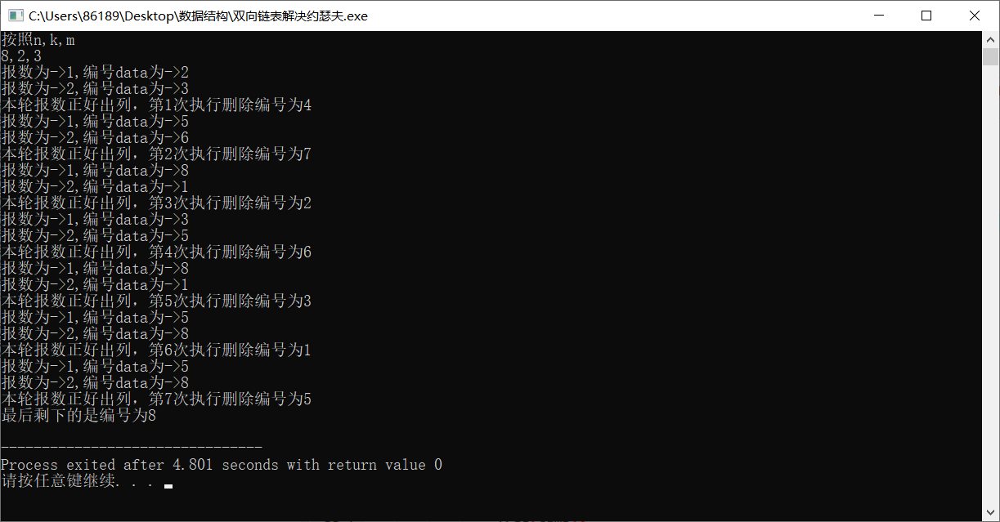 C:\Users\86189\Desktop\数据结构\双向链表解决约瑟夫.exe
按照n,k,m
8,2,3
报数为->1,编号data为->2
报数为->2,编号data为->3
本轮报数正好出列，第1次执行删除编号为4
报数为->1,编号data为->5
报数为->2,编号data为->6
本轮报数正好出列，第2次执行删除编号为7
报数为->1,编号data为->8
报数为->2,编号data为->1
本轮报数正好出列，第3次执行删除编号为2
报数为->1,编号data为->3
报数为->2,编号data为->5
本轮报数正好出列，第4次执行删除编号为6
报数为->1,编号data为->8
报数为->2,编号data为->1
本轮报数正好出列，第5次执行删除编号为3
报数为->1,编号data为->5
报数为->2,编号data为->8
本轮报数正好出列，第6次执行删除编号为1
报数为->1,编号data为->5
报数为->2,编号data为->8
本轮报数正好出列，第7次执行删除编号为5
最后剩下的是编号为8
--------------------------------
Process exited after 4.801 seconds with return value 0
请按任意键继续. . .